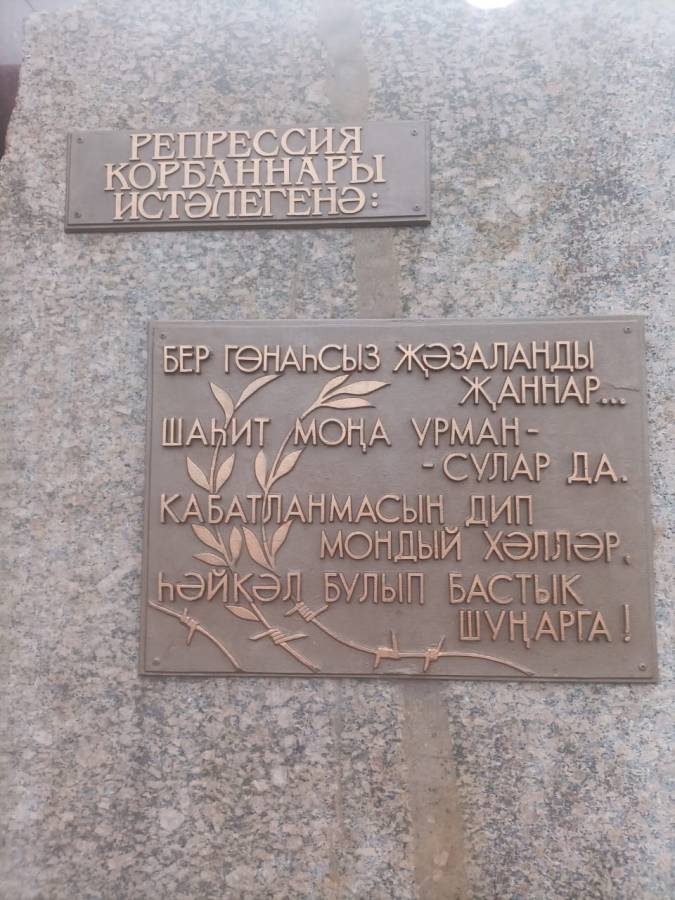 РЕПРЕССИЯ
КОРБАННАРЫ
ИСТӘЛЕГЕНӘ:
БЕР ГӨНАҺСЫЗ ҖӘЗАЛАНДЫ
ҖАННАР...
ШАҺИТ МОҢА УРМАН-
-СУЛАР ДА.
КАБАТЛАНМАСЫН ДИП
МОНДЫЙ ХӘЛЛӘР,
ҺӘЙКӘЛ БУЛЫП БАСТЫК
ШУҢАРГА!